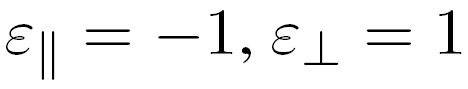 ε∥ = −1, ε⊥ = 1